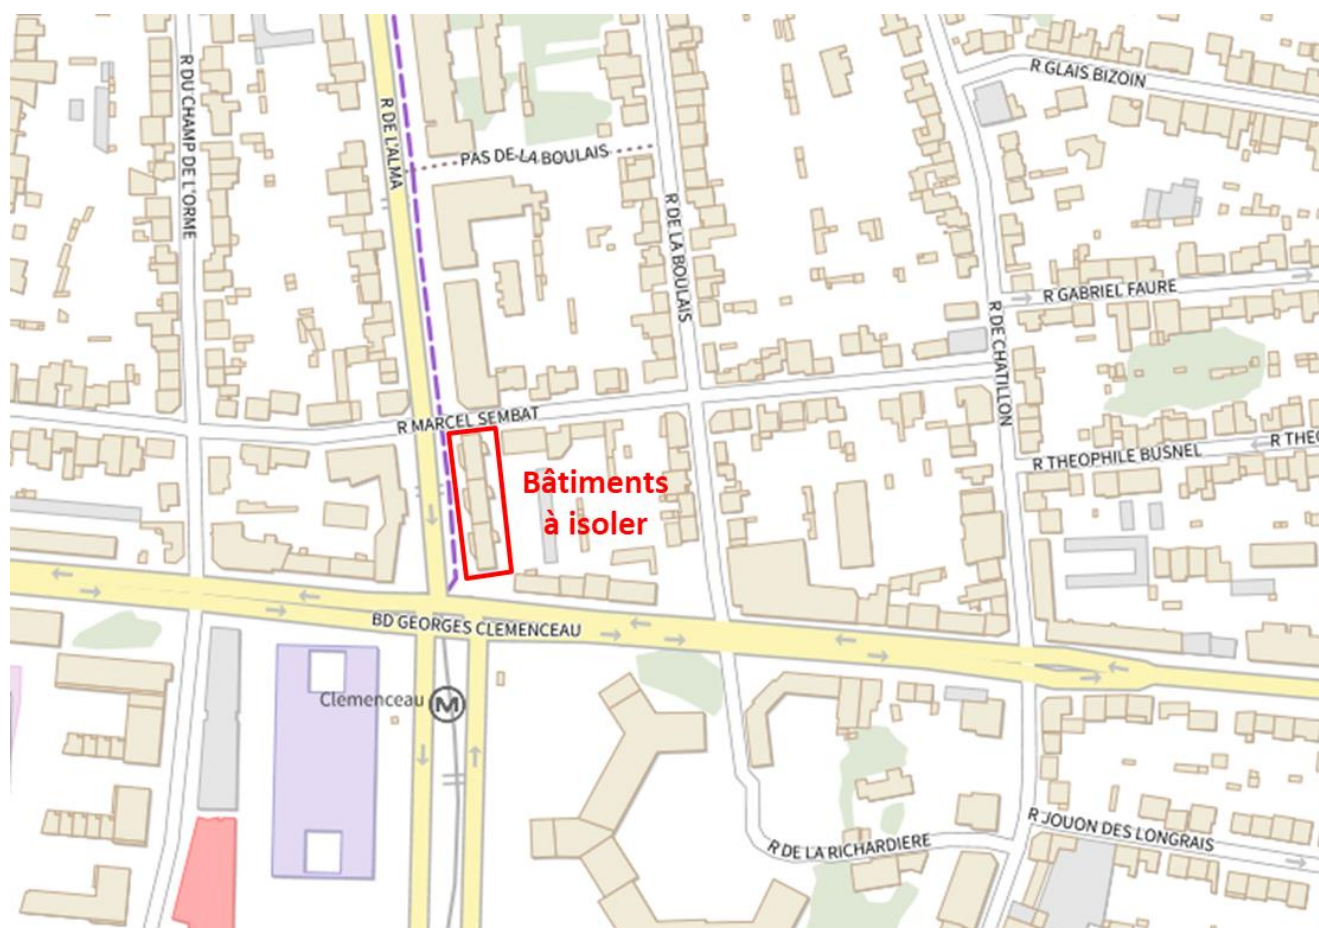 R GLAIS BIZOIN
R DU CHAMP DE L'ORME
R DE L'ALMA
PAS DE LA BOULAIS
R DE LA BOULAIS
R GABRIEL FAURE
R DE CHATILLON
R MARCEL SEMBAT
R THEOPHILE BUSNEL
R THEO
Bâtiments
à isoler
BD GEORGES CLEMENCEAU
Clemenceau
M
R JOUON DES LONGRAIS
R DE LA RICHARDIERE